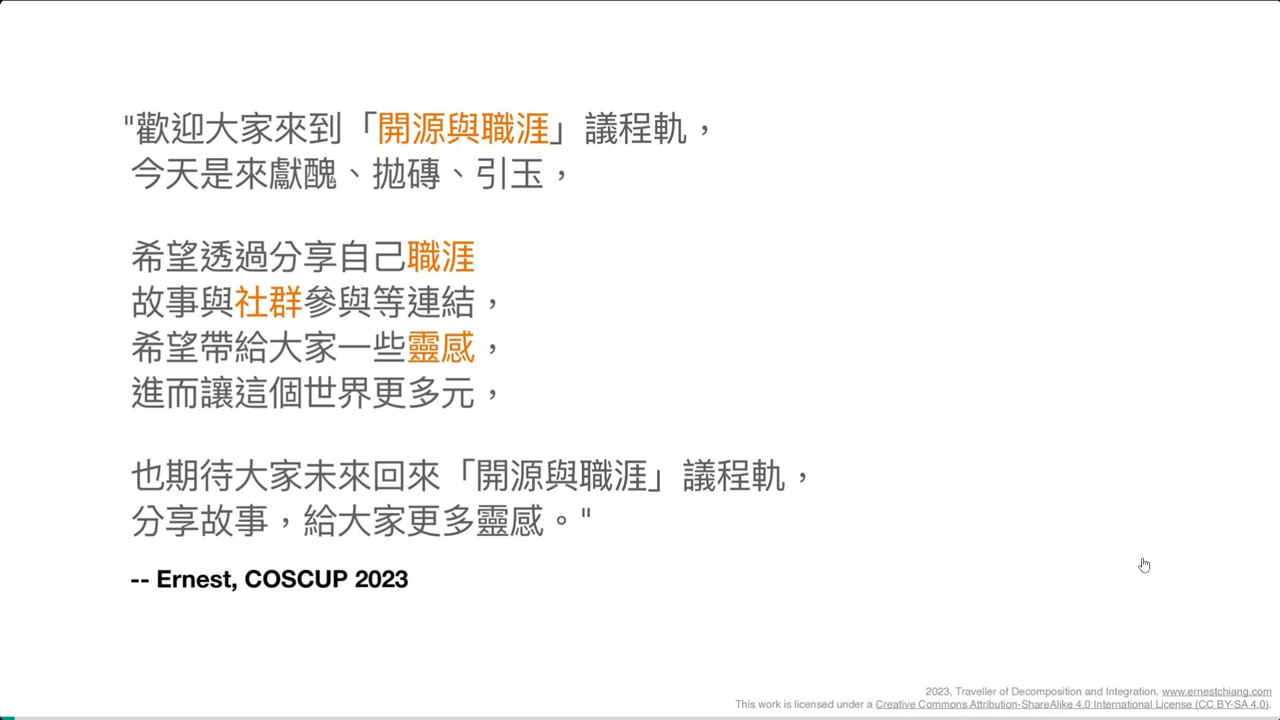 "歡迎大家來到「開源與職涯」議程軌，
今天是來獻醜、拋磚、引玉，
希望透過分享自己職涯
故事與社群參與等連結，
希望帶給大家一些靈感，
進而讓這個世界更多元，
也期待大家未來回來「開源與職涯」議程軌，
分享故事，給大家更多靈感。"
-- Ernest, COSCUP 2023
2023, Traveller of Decomposition and Integration, www.ernestchiang.com
This work is licensed under a Creative Commons Attribution-ShareAlike 4.0 International License (CC BY-SA 4.0).